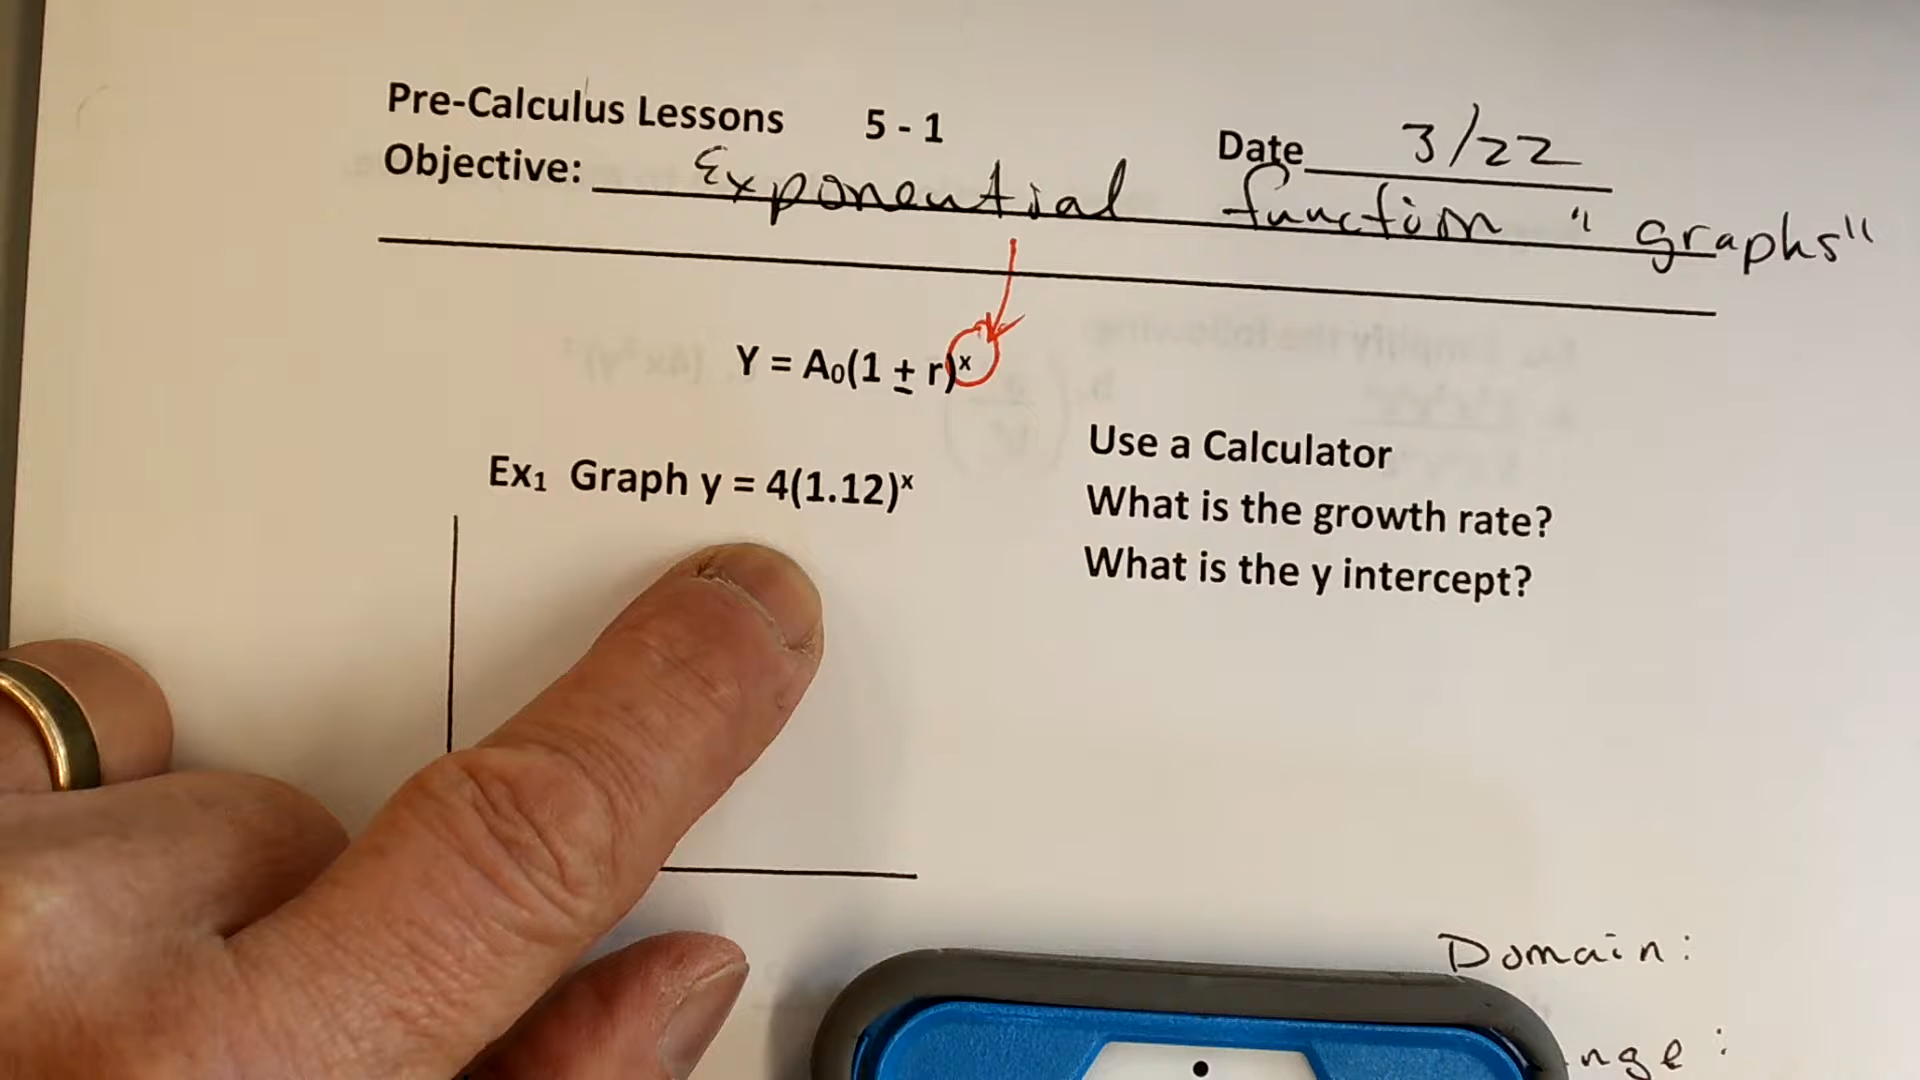 Pre-Calculus Lessons 5 - 1
Date 3/22
Objective: Exponential function "graphs"
Y = A₀(1 ± r)ˣ
Ex₁ Graph y = 4(1.12)ˣ
Use a Calculator
What is the growth rate?
What is the y intercept?
Domain:
nge: